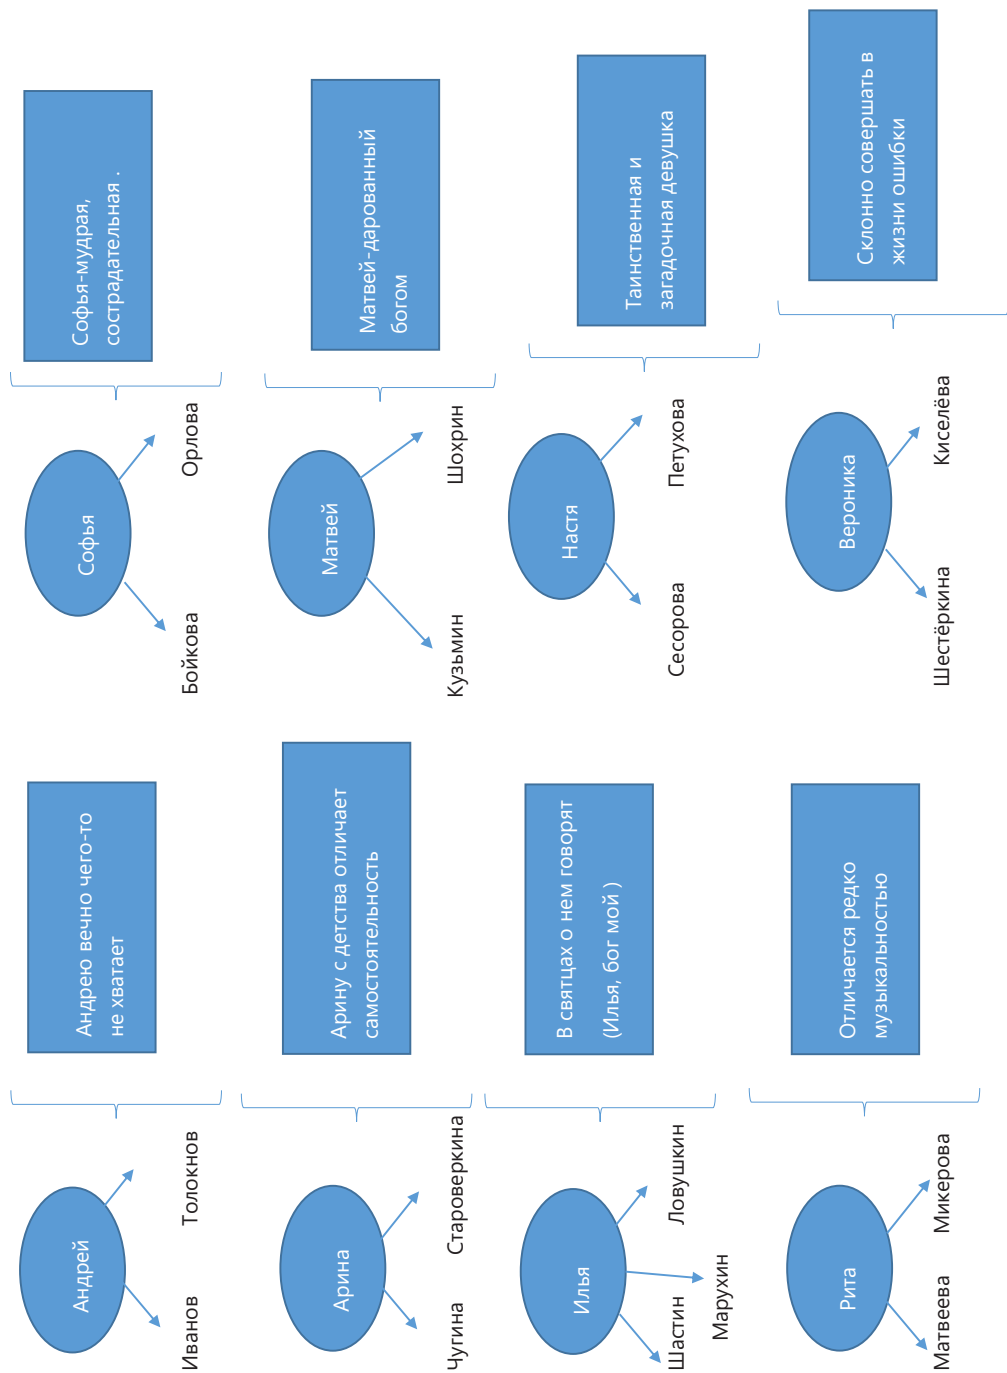 Андрей
Иванов
Толокнов
Андрею вечно чего-то
не хватает
Софья
Бойкова
Орлова
Софья-мудрая,
сострадательная .
Арина
Чугина
Староверкина
Арину с детства отличает
самостоятельность
Матвей
Кузьмин
Шохрин
Матвей-дарованный
богом
Илья
Шастин
Марухин
Ловушкин
В святцах о нем говорят
(Илья, бог мой )
Настя
Сесорова
Петухова
Таинственная и
загадочная девушка
Рита
Матвеева
Микерова
Отличается редко
музыкальностью
Вероника
Шестёркина
Киселёва
Склонно совершать в
жизни ошибки